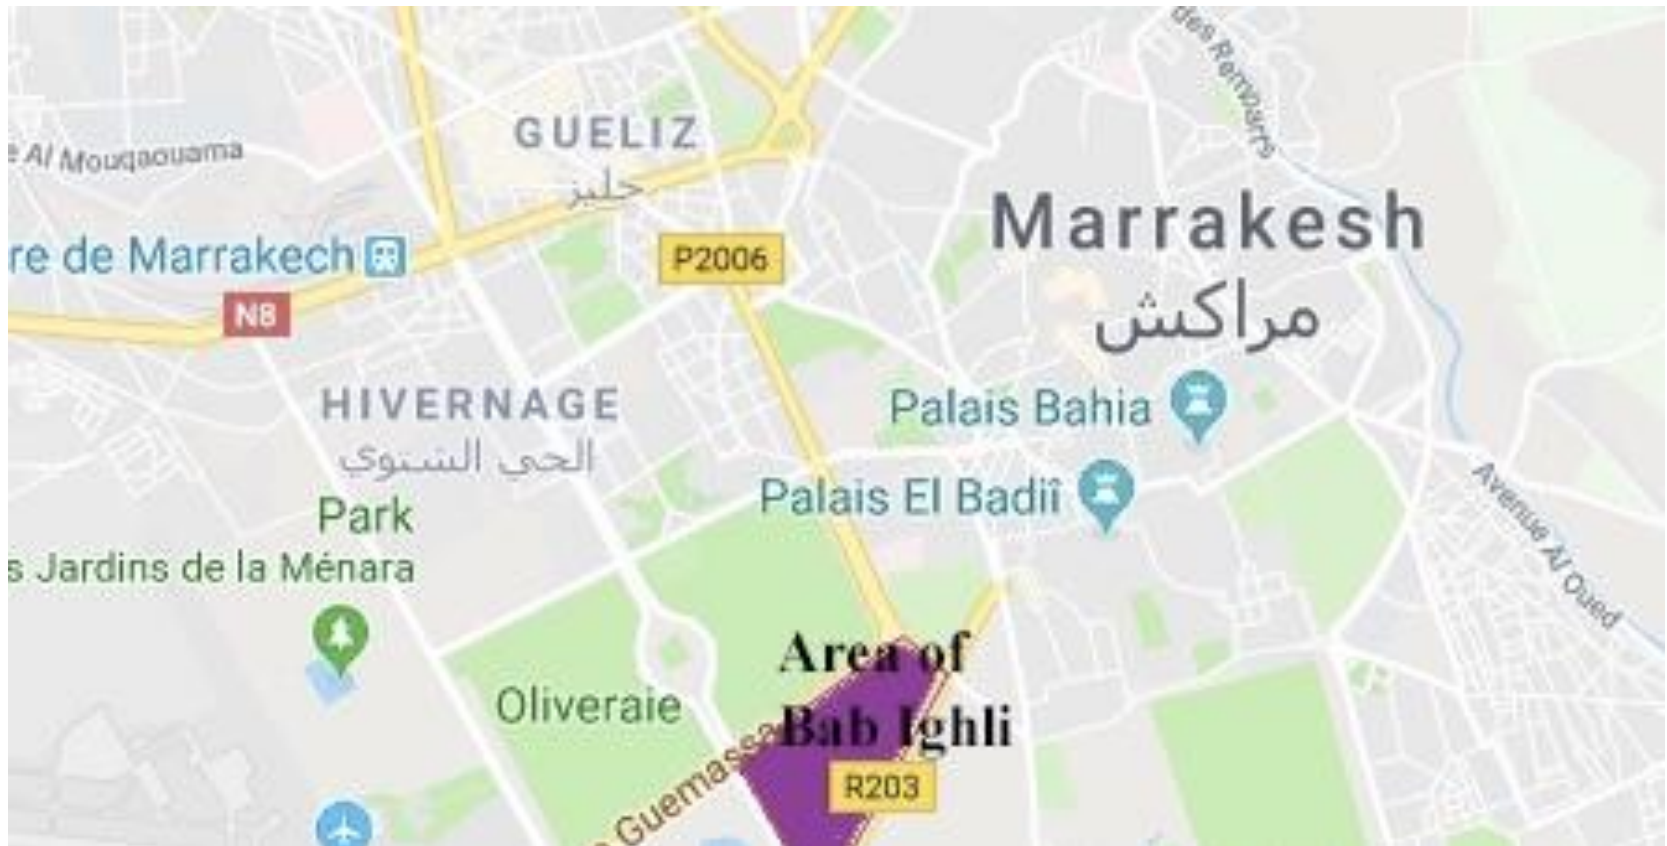 des Remparts
GUELIZ
جليز
e Al Mouqaouama
Marrakesh
مراكش
re de Marrakech
P2006
N8
HIVERNAGE
الحي الشتوي
Palais Bahia
Palais El Badiî
Park
s Jardins de la Ménara
Avenue Al Oued
Area of
Bab Ighli
Oliveraie
Guemassa
R203